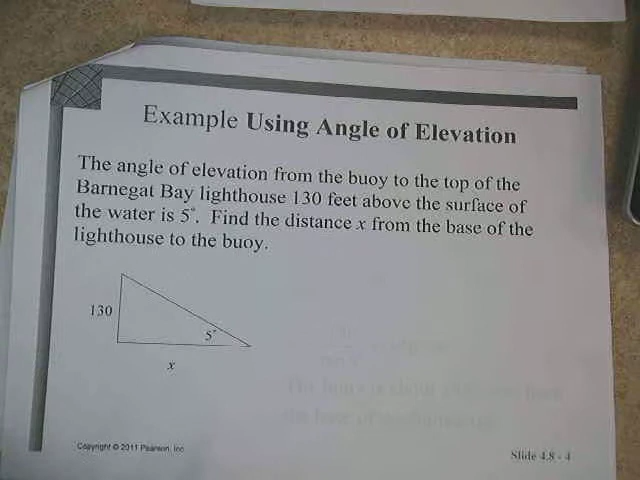 Example Using Angle of Elevation
The angle of elevation from the buoy to the top of the
Barnegat Bay lighthouse 130 feet above the surface of
the water is 5°. Find the distance x from the base of the
lighthouse to the buoy.
130
5°
x
Copyright © 2011 Pearson, Inc.
Slide 4.8 - 4